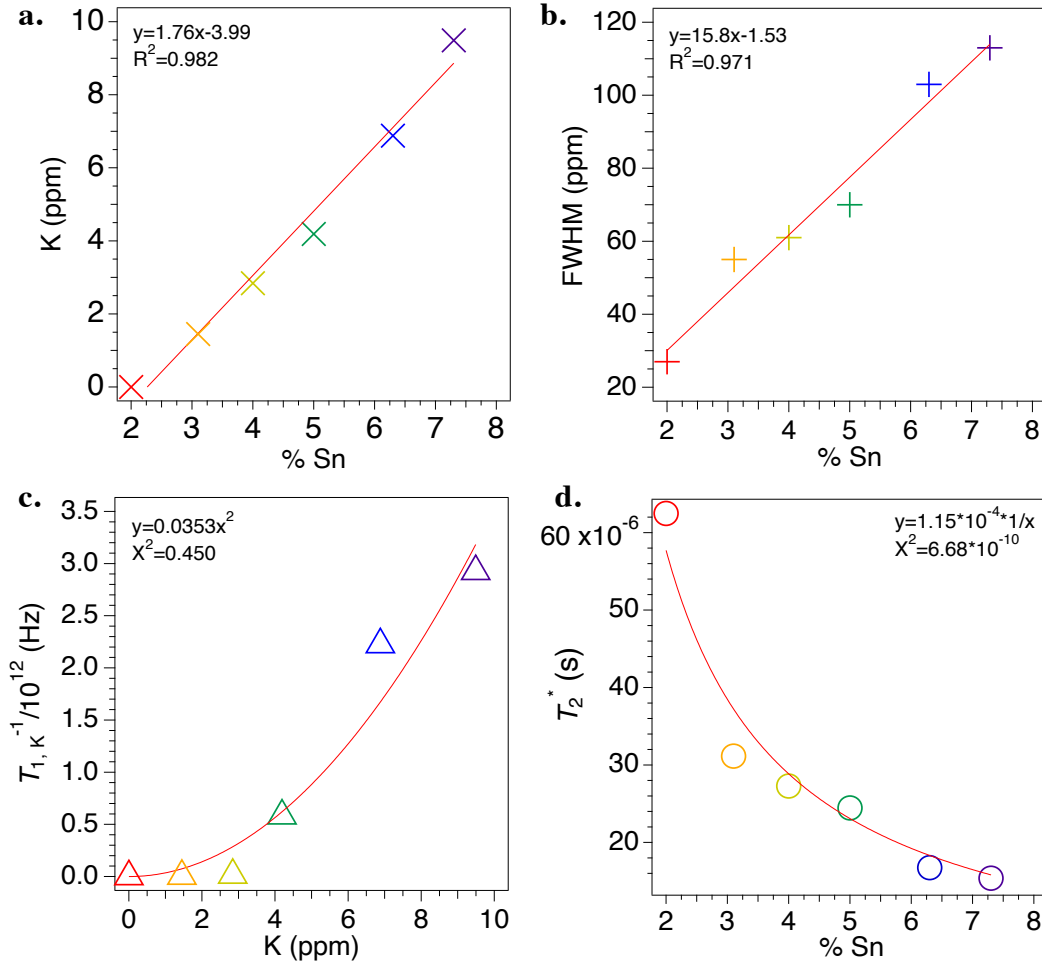 a.
y=1.76x-3.99
R²=0.982
10
8
6
4
2
0
K (ppm)
2 3 4 5 6 7 8
% Sn
b.
y=15.8x-1.53
R²=0.971
120
100
80
60
40
20
FWHM (ppm)
2 3 4 5 6 7 8
% Sn
c.
y=0.0353x²
X²=0.450
3.5
3.0
2.5
2.0
1.5
1.0
0.5
0.0
T₁, K⁻¹/10¹² (Hz)
0 2 4 6 8 10
K (ppm)
d.
y=1.15*10⁻⁴*1/x
X²=6.68*10⁻¹⁰
60 x10⁻⁶
50
40
30
20
T₂* (s)
2 3 4 5 6 7 8
% Sn